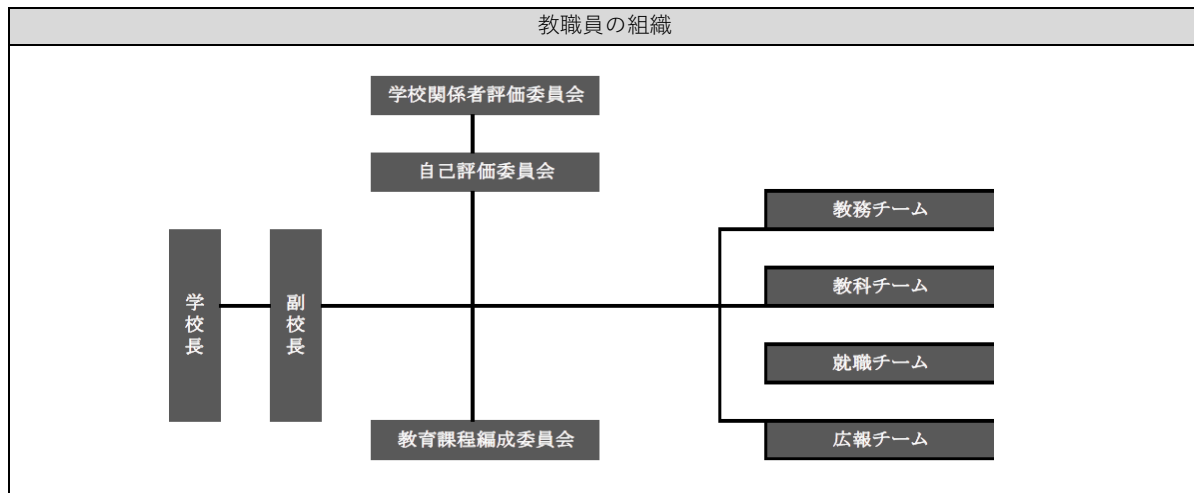 教職員の組織
学校関係者評価委員会
自己評価委員会
教務チーム
学校長
副校長
教科チーム
就職チーム
教育課程編成委員会
広報チーム